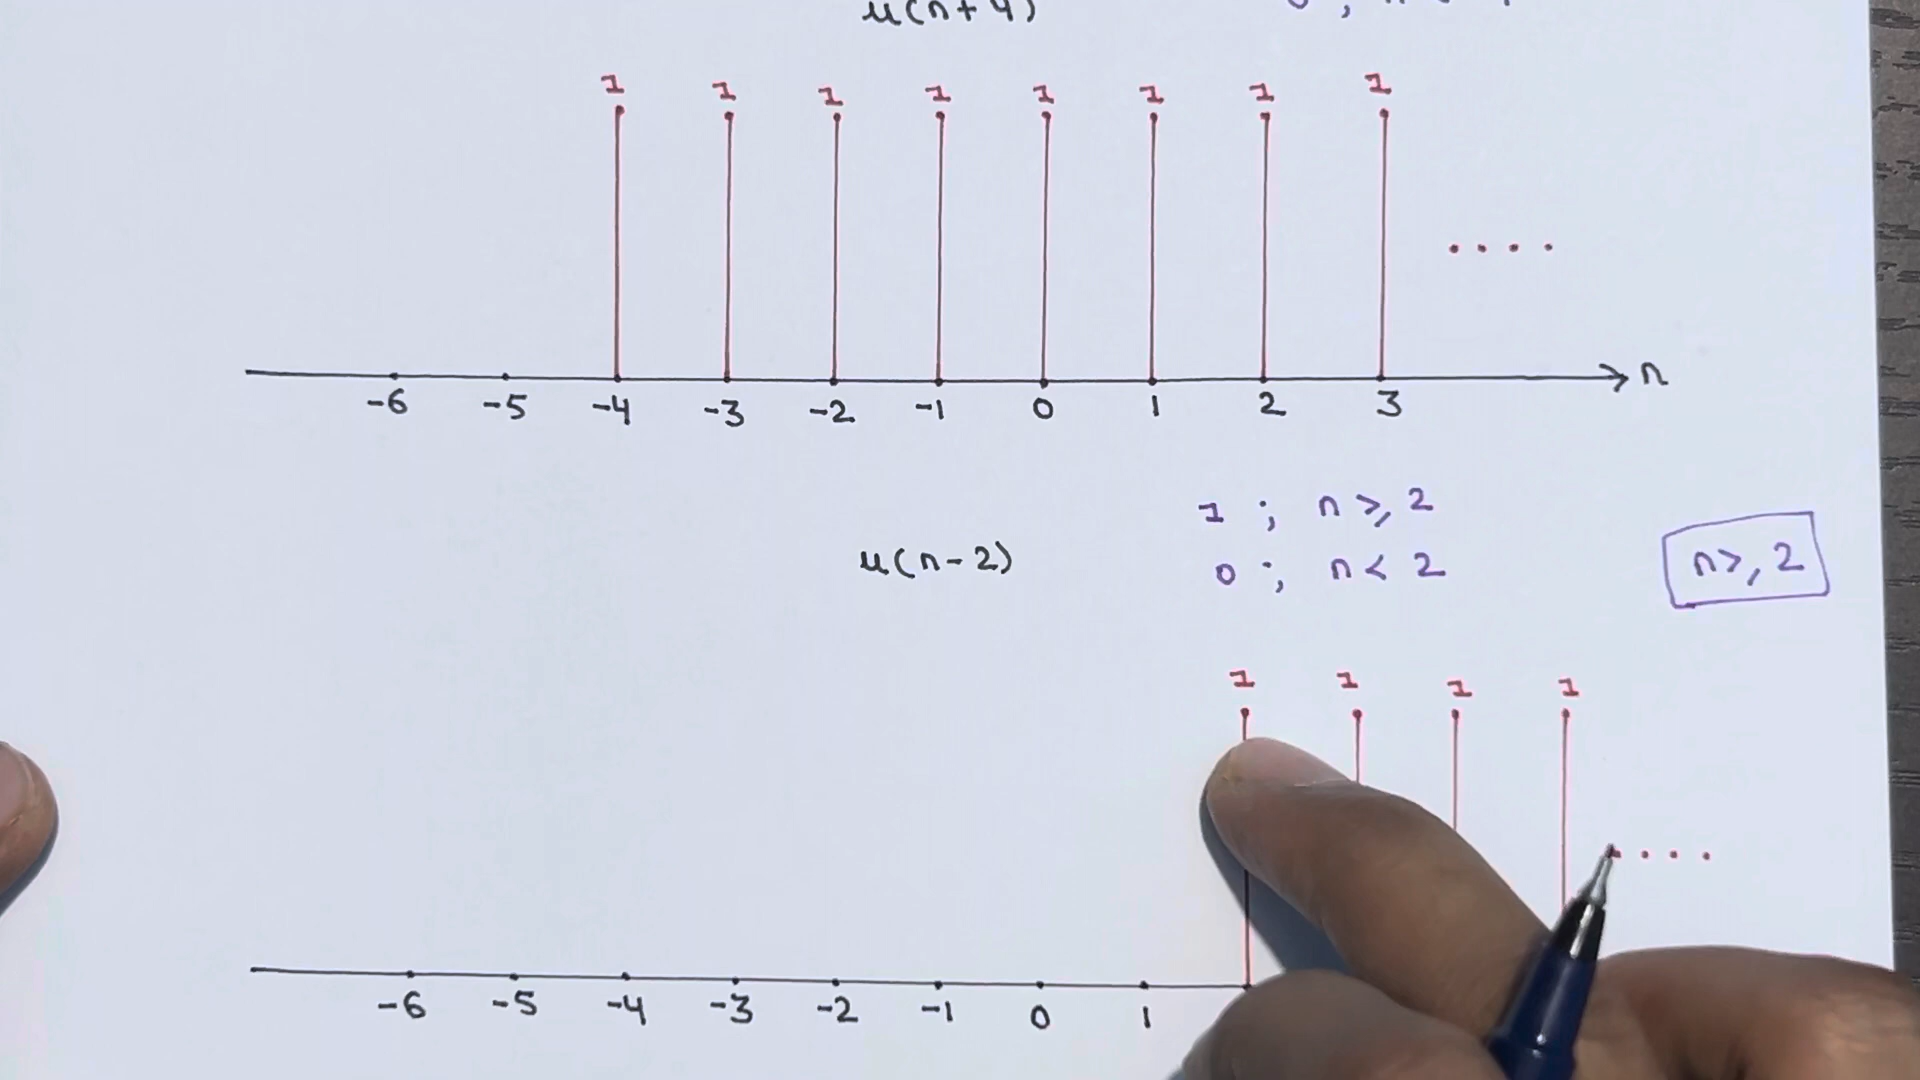 u(n+4)
1 1 1 1 1 1 1 1
....
n
-6 -5 -4 -3 -2 -1 0 1 2 3
1 ; n ≥ 2
u(n-2)
0 ; n < 2
n ≥ 2
1 1 1 1
....
-6 -5 -4 -3 -2 -1 0 1